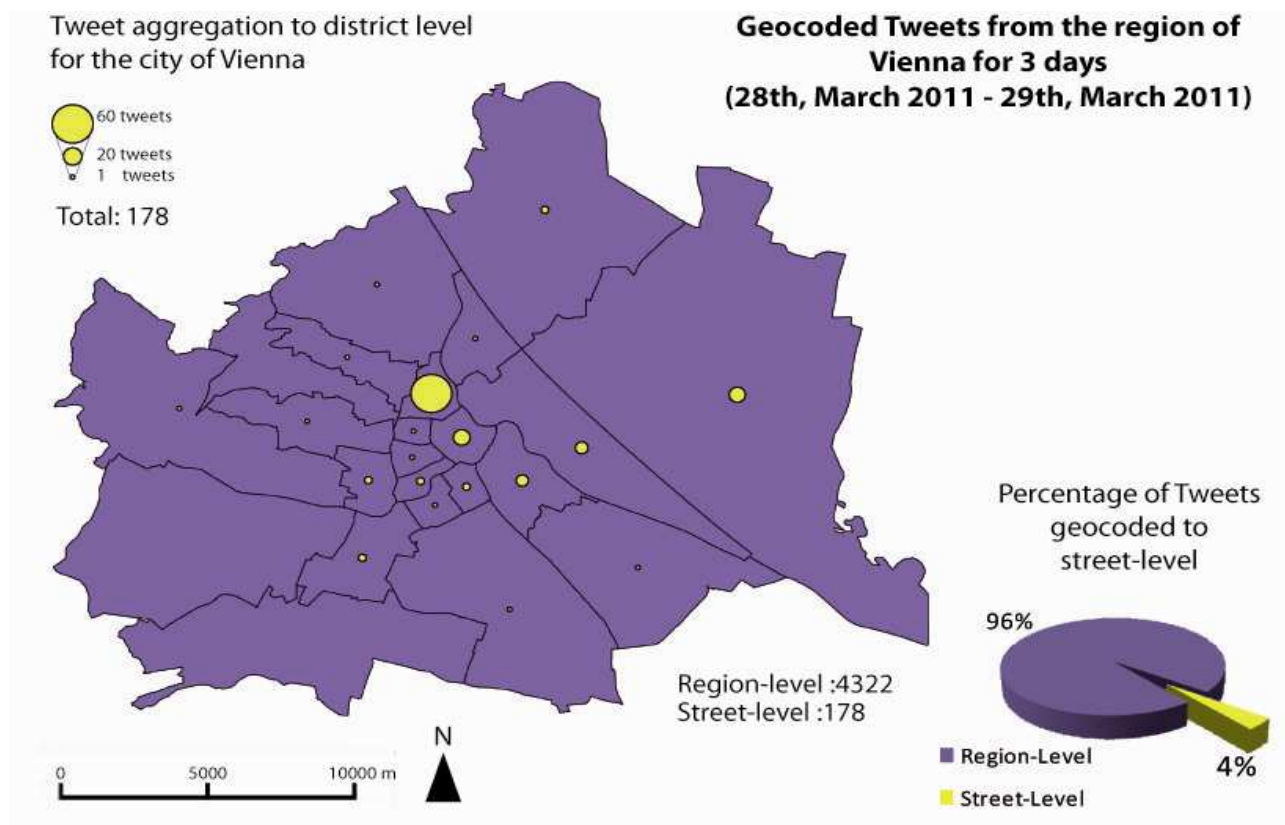 Tweet aggregation to district level
for the city of Vienna
60 tweets
20 tweets
1 tweets
Total: 178
Geocoded Tweets from the region of
Vienna for 3 days
(28th, March 2011 - 29th, March 2011)
Percentage of Tweets
geocoded to
street-level
96%
4%
Region-Level
Street-Level
Region-level :4322
Street-level :178
N
0 5000 10000 m